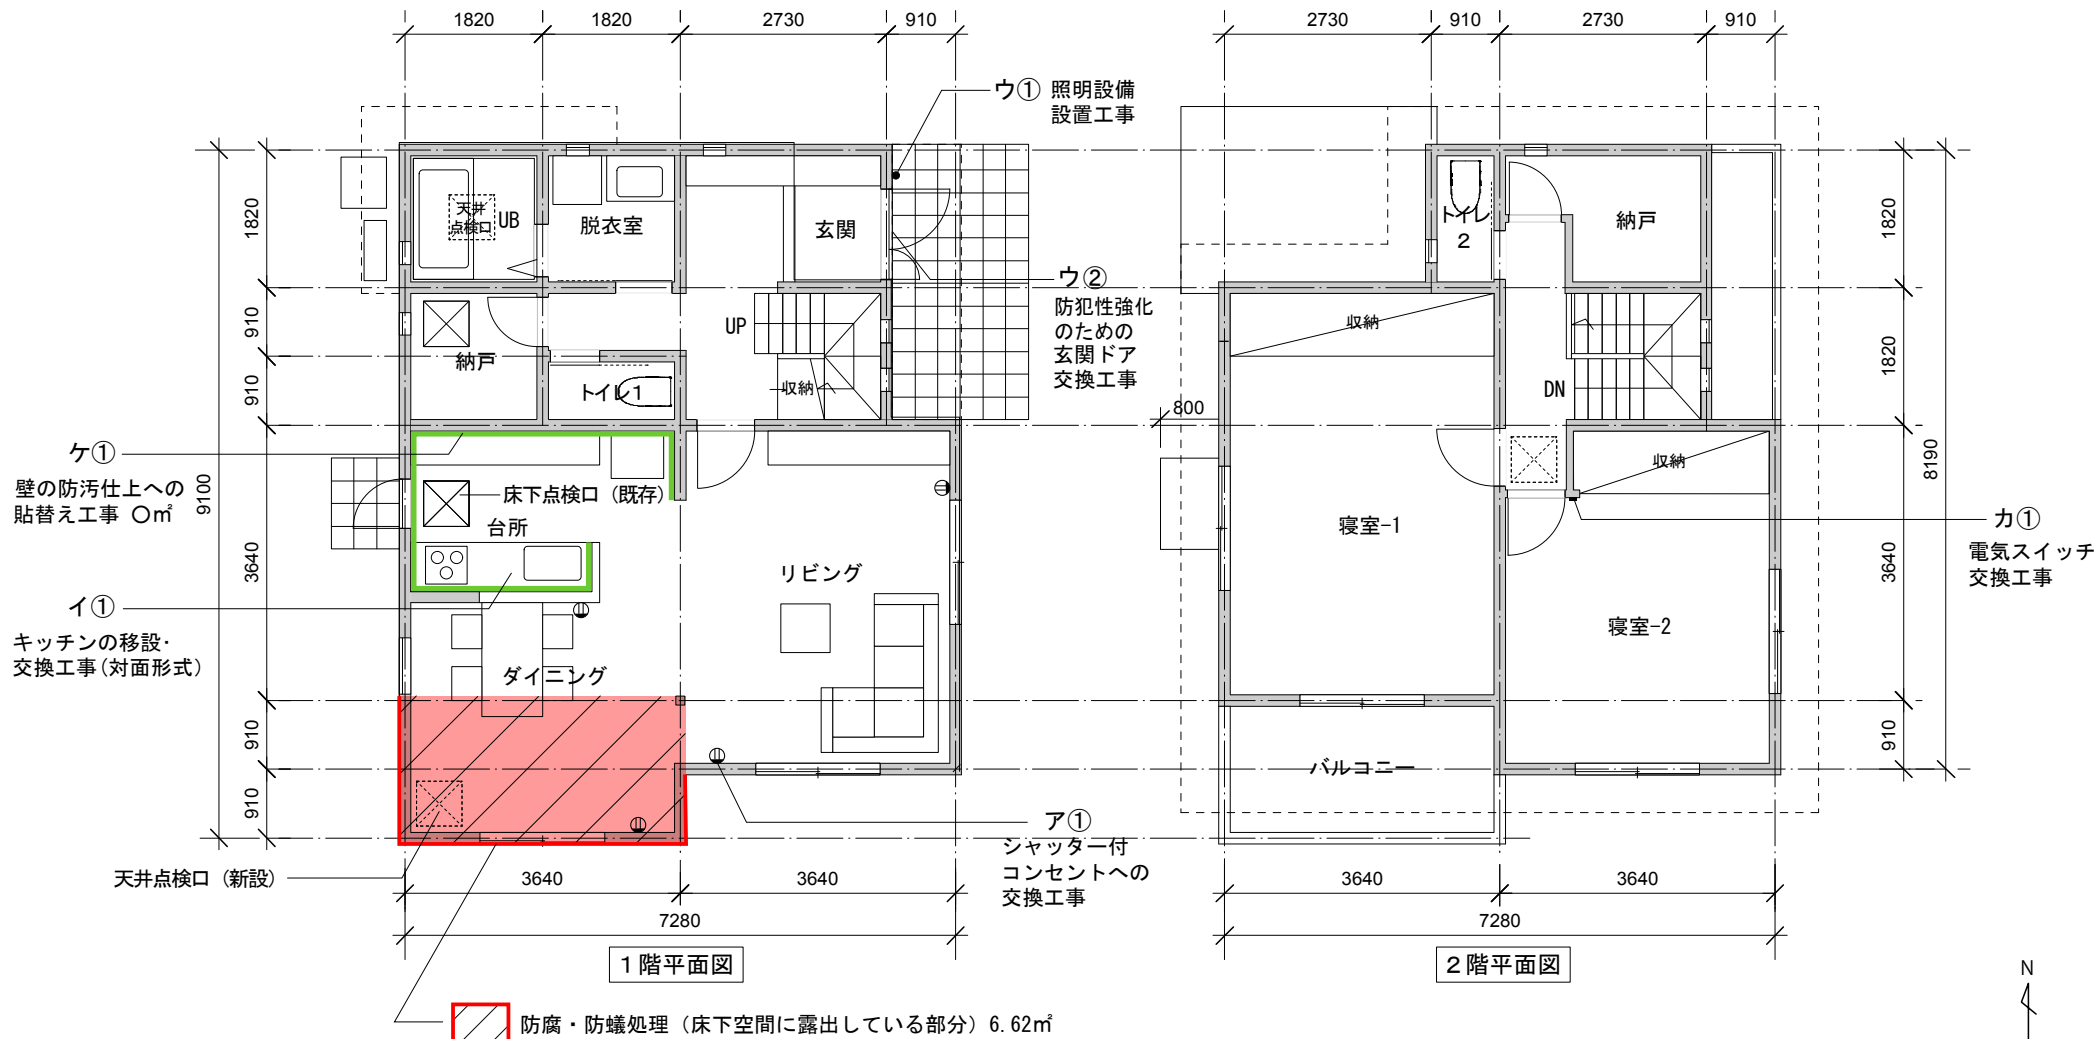 1820
1820
2730
910
2730
910
2730
910
ウ① 照明設備
設置工事
1820
910
910
3640
910
910
9100
天井
点検口
UB
脱衣室
玄関
ウ②
防犯性強化
のための
玄関ドア
交換工事
納戸
UP
トイレ1
収納
ケ①
壁の防汚仕上への
貼替え工事 〇㎡
床下点検口（既存）
台所
リビング
イ①
キッチンの移設・
交換工事(対面形式)
ダイニング
ア①
シャッター付
コンセントへの
交換工事
天井点検口（新設）
3640
3640
7280
1階平面図
トイレ
2
納戸
収納
DN
800
収納
寝室-1
寝室-2
バルコニー
カ①
電気スイッチ
交換工事
1820
1820
3640
910
8190
3640
3640
7280
2階平面図
N
防腐・防蟻処理（床下空間に露出している部分）6.62㎡